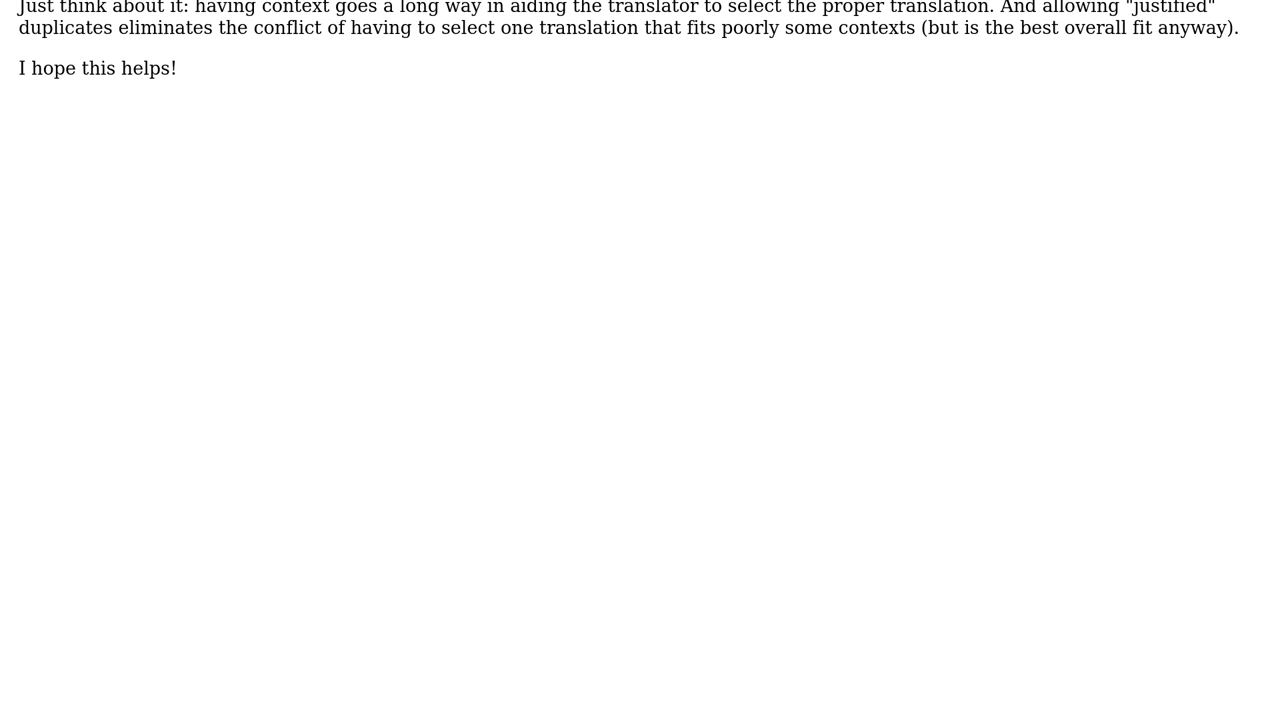 Just think about it: having context goes a long way in aiding the translator to select the proper translation. And allowing "justified"
duplicates eliminates the conflict of having to select one translation that fits poorly some contexts (but is the best overall fit anyway).
I hope this helps!